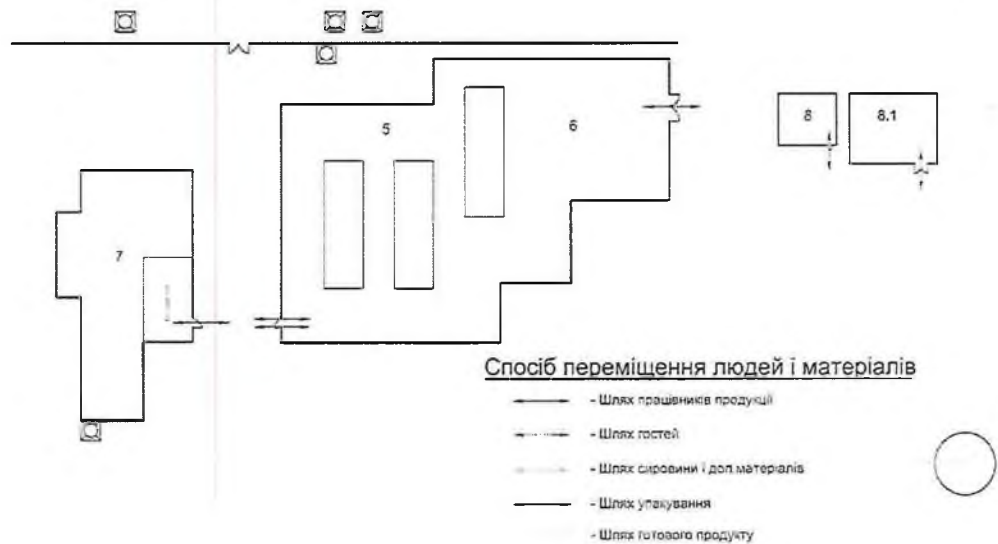 5
6
8
8.1
7
Спосіб переміщення людей і матеріалів
- Шлях працівників продукції
- Шлях гостей
- Шлях сировини і доп.матеріалів
- Шлях упакування
- Шлях готового продукту